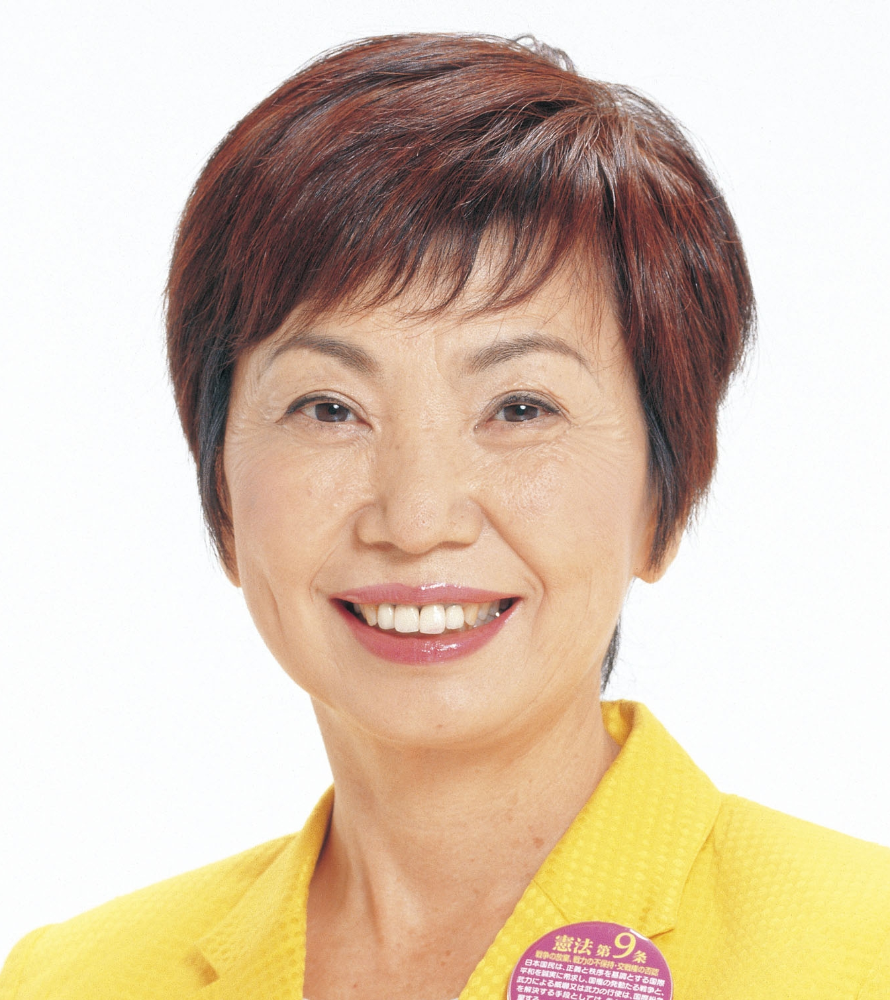 憲法 第9条
戦争の放棄、戦力の不保持・交戦権の否認
日本国民は、正義と秩序を基調とする国際
平和を誠実に希求し、国権の発動たる戦争と、
武力による威嚇又は武力の行使は、国際紛争
を解決する手段としては、